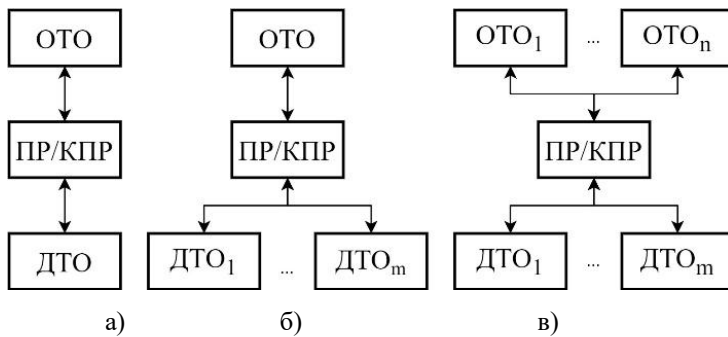 ОТО ОТО ОТО₁ ... ОТОₙ
ПР/КПР ПР/КПР ПР/КПР
ДТО ДТО₁ ... ДТОₘ ДТО₁ ... ДТОₘ
а) б) в)